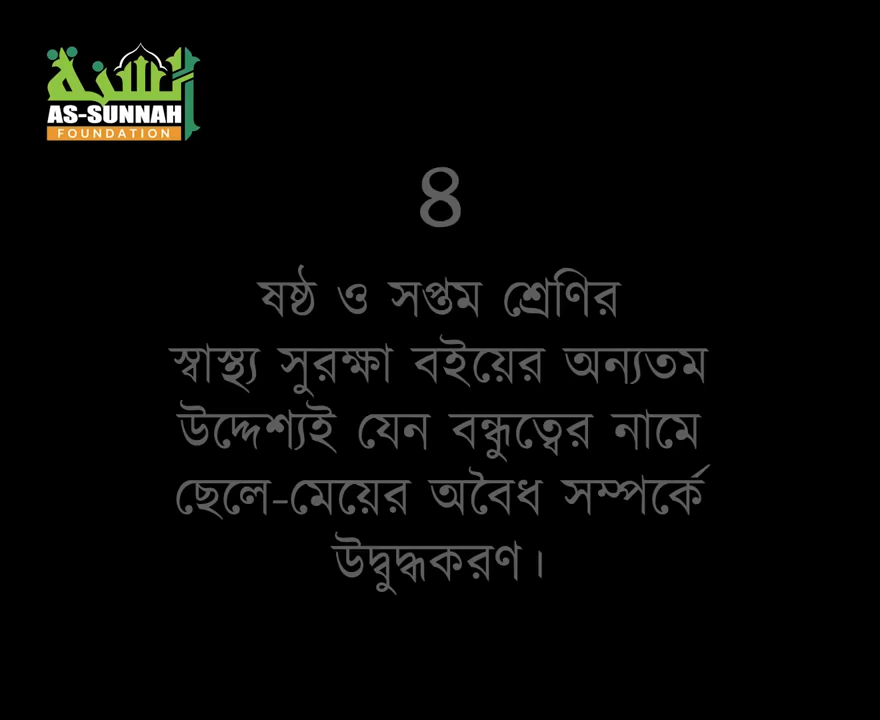 السنة
AS-SUNNAH
FOUNDATION
৪
ষষ্ঠ ও সপ্তম শ্রেণির
স্বাস্থ্য সুরক্ষা বইয়ের অন্যতম
উদ্দেশ্যই যেন বন্ধুত্বের নামে
ছেলে-মেয়ের অবৈধ সম্পর্কে
উদ্বুদ্ধকরণ।